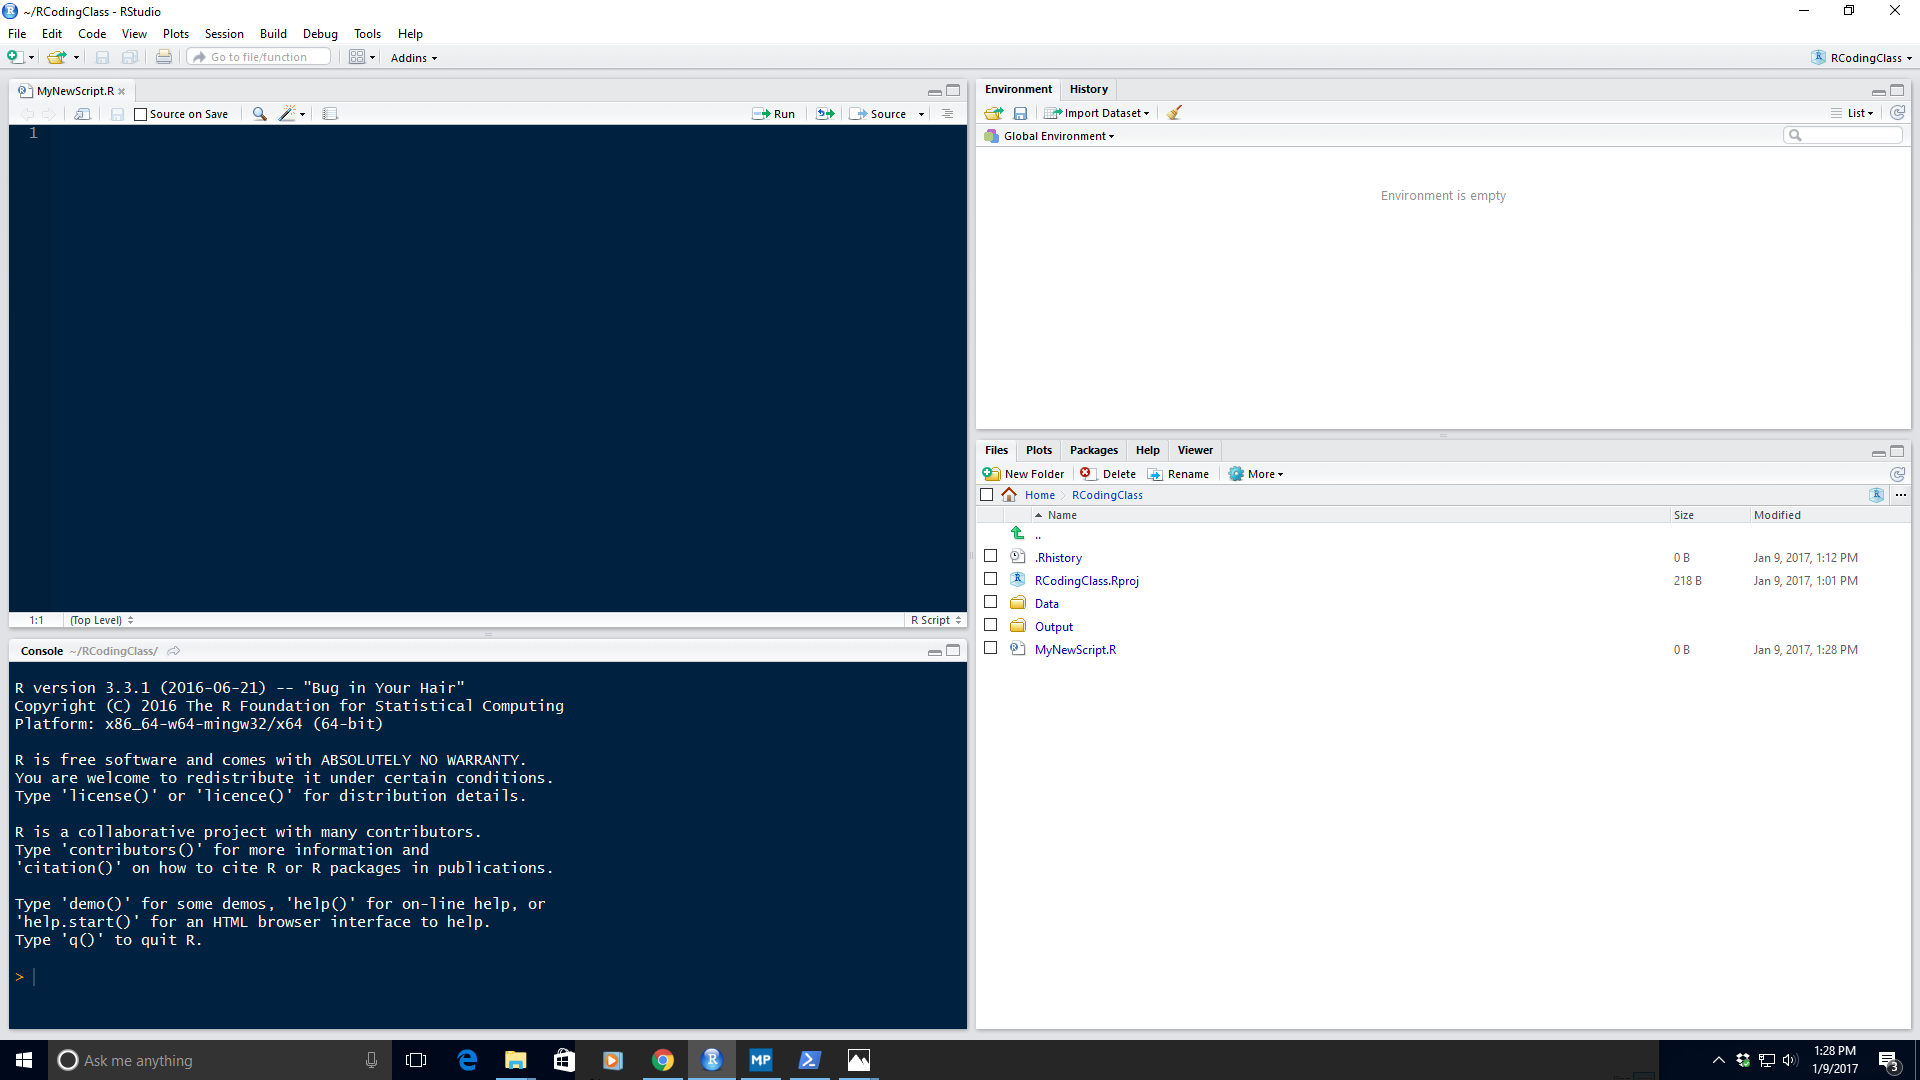 ~/RCodingClass - RStudio
File Edit Code View Plots Session Build Debug Tools Help
Go to file/function Addins RCodingClass
MyNewScript.R
Source on Save Run Source
1
1:1 (Top Level) R Script
Console ~/RCodingClass/
R version 3.3.1 (2016-06-21) -- "Bug in Your Hair"
Copyright (C) 2016 The R Foundation for Statistical Computing
Platform: x86_64-w64-mingw32/x64 (64-bit)
R is free software and comes with ABSOLUTELY NO WARRANTY.
You are welcome to redistribute it under certain conditions.
Type 'license()' or 'licence()' for distribution details.
R is a collaborative project with many contributors.
Type 'contributors()' for more information and
'citation()' on how to cite R or R packages in publications.
Type 'demo()' for some demos, 'help()' for on-line help, or
'help.start()' for an HTML browser interface to help.
Type 'q()' to quit R.
>
Environment History
Import Dataset List
Global Environment
Environment is empty
Files Plots Packages Help Viewer
New Folder Delete Rename More
Home RCodingClass ...
Name Size Modified
..
.Rhistory 0 B Jan 9, 2017, 1:12 PM
RCodingClass.Rproj 218 B Jan 9, 2017, 1:01 PM
Data
Output
MyNewScript.R 0 B Jan 9, 2017, 1:28 PM
Ask me anything
R
MP
1:28 PM
1/9/2017
3